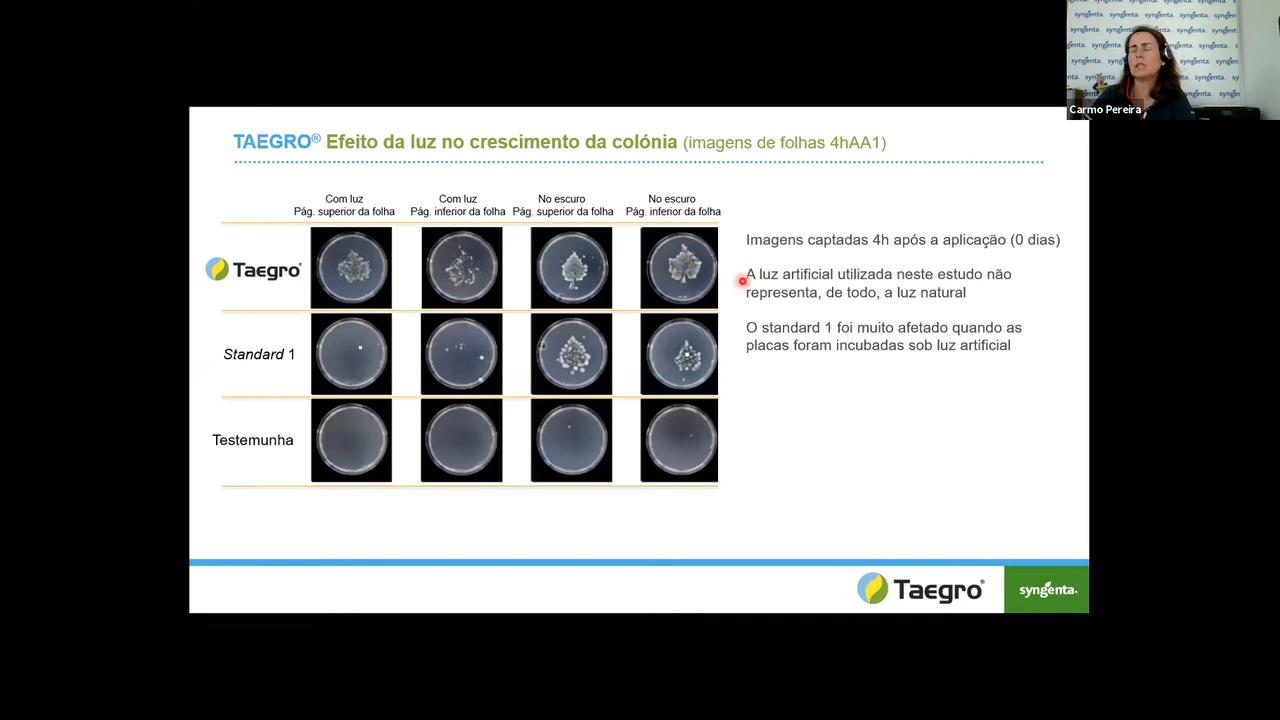 syngenta.
Carmo Pereira
TAEGRO® Efeito da luz no crescimento da colónia (imagens de folhas 4hAA1)
Com luz
Pág. superior da folha
Com luz
Pág. inferior da folha
No escuro
Pág. superior da folha
No escuro
Pág. inferior da folha
Taegro®
Standard 1
Testemunha
Imagens captadas 4h após a aplicação (0 dias)
A luz artificial utilizada neste estudo não
representa, de todo, a luz natural
O standard 1 foi muito afetado quando as
placas foram incubadas sob luz artificial
Taegro®
syngenta.